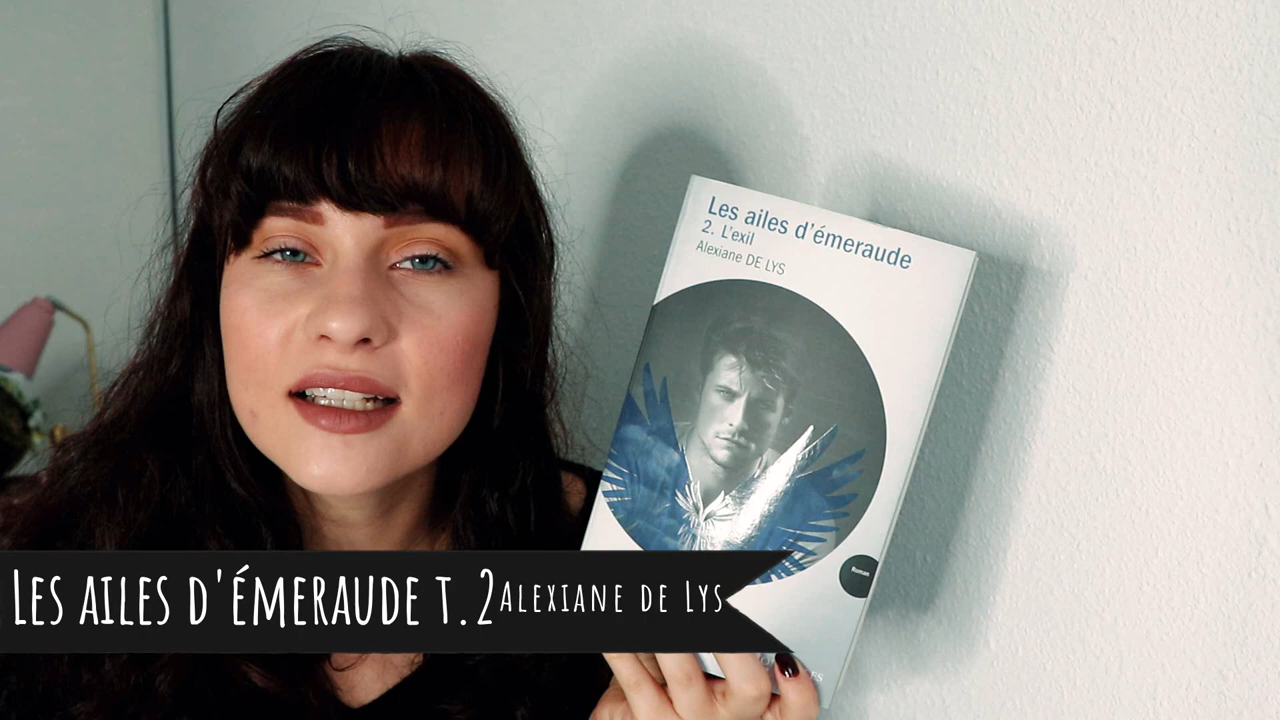 Les ailes d'émeraude
2. L'exil
Alexiane DE LYS
Roman
LES AILES D'ÉMERAUDE T.2 ALEXIANE DE LYS